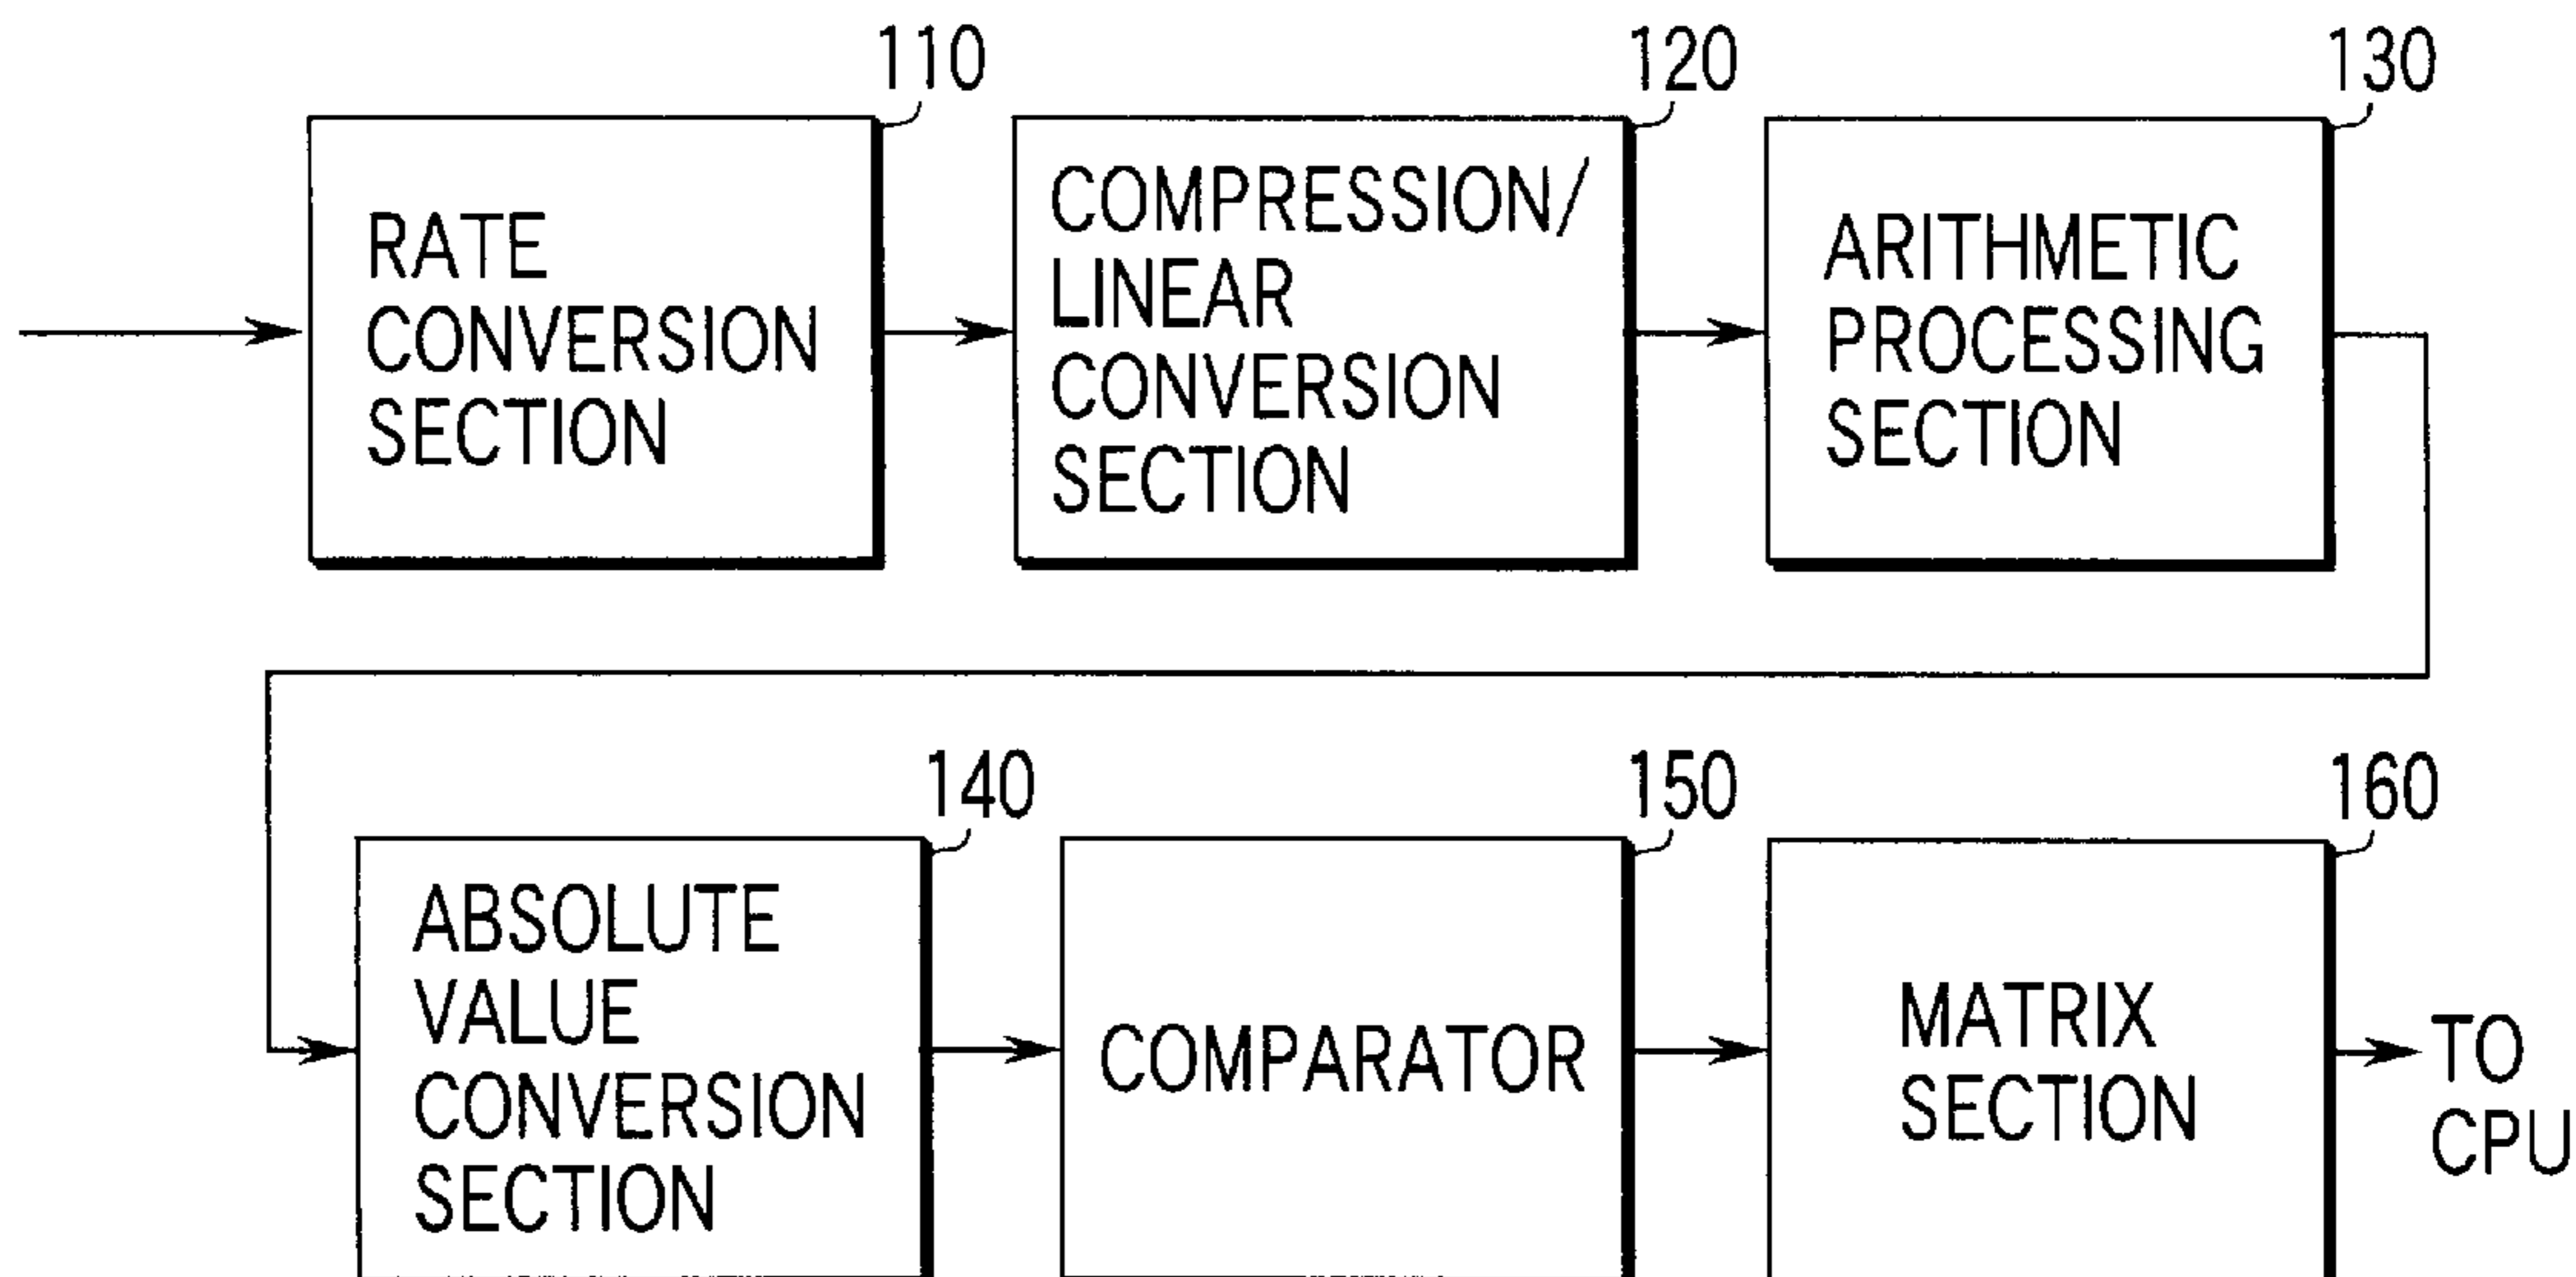 110
RATE
CONVERSION
SECTION
120
COMPRESSION/
LINEAR
CONVERSION
SECTION
130
ARITHMETIC
PROCESSING
SECTION
140
ABSOLUTE
VALUE
CONVERSION
SECTION
150
COMPARATOR
160
MATRIX
SECTION
TO
CPU